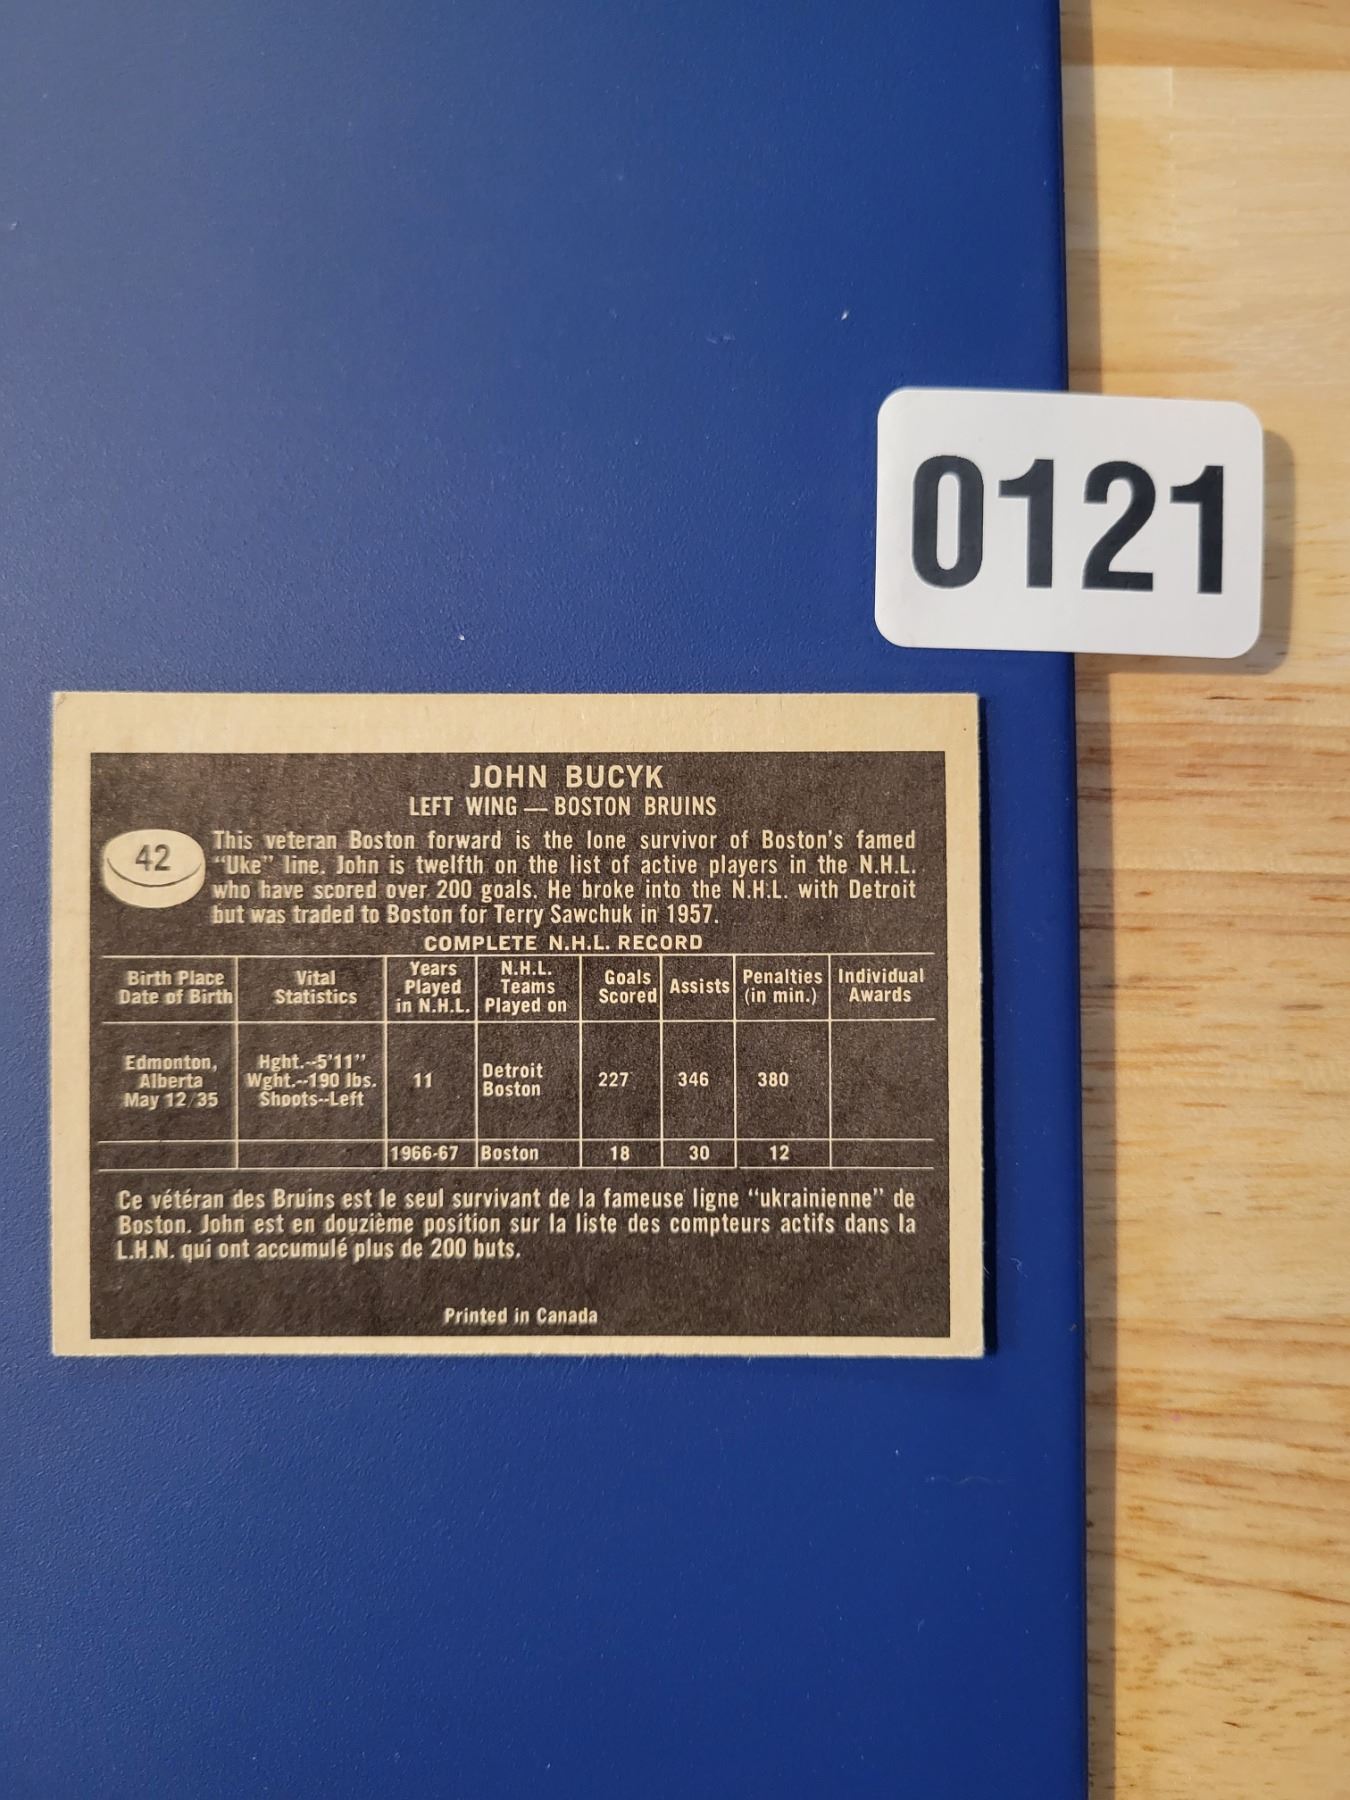 0121
JOHN BUCYK
LEFT WING — BOSTON BRUINS
42
This veteran Boston forward is the lone survivor of Boston's famed
"Uke" line. John is twelfth on the list of active players in the N.H.L.
who have scored over 200 goals. He broke into the N.H.L. with Detroit
but was traded to Boston for Terry Sawchuk in 1957.
COMPLETE N.H.L. RECORD
Birth Place
Date of Birth
Vital
Statistics
Years
Played
in N.H.L.
N.H.L.
Teams
Played on
Goals
Scored
Assists
Penalties
(in min.)
Individual
Awards
Edmonton,
Alberta
May 12/35
Hght.--5'11"
Wght.--190 lbs.
Shoots--Left
11
Detroit
Boston
227
346
380
1966-67
Boston
18
30
12
Ce vétéran des Bruins est le seul survivant de la fameuse ligne "ukrainienne" de
Boston. John est en douzième position sur la liste des compteurs actifs dans la
L.H.N. qui ont accumulé plus de 200 buts.
Printed in Canada